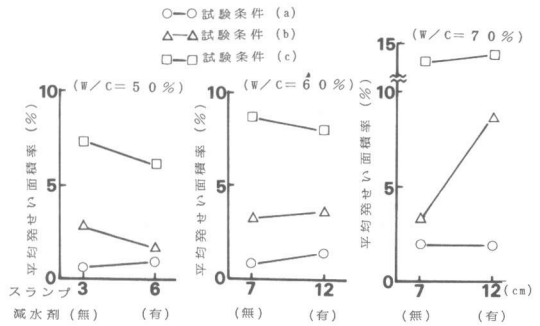 ○─○ 試験条件 (a)
△─△ 試験条件 (b)
□─□ 試験条件 (c)
(W/C=50%)
(W/C=60%)
(W/C=70%)
平均発せい面積率 (%)
10
5
0
平均発せい面積率 (%)
10
5
0
平均発せい面積率 (%)
15
10
5
0
スランプ 3 6 7 12 7 12 (cm)
減水剤 (無) (有) (無) (有) (無) (有)